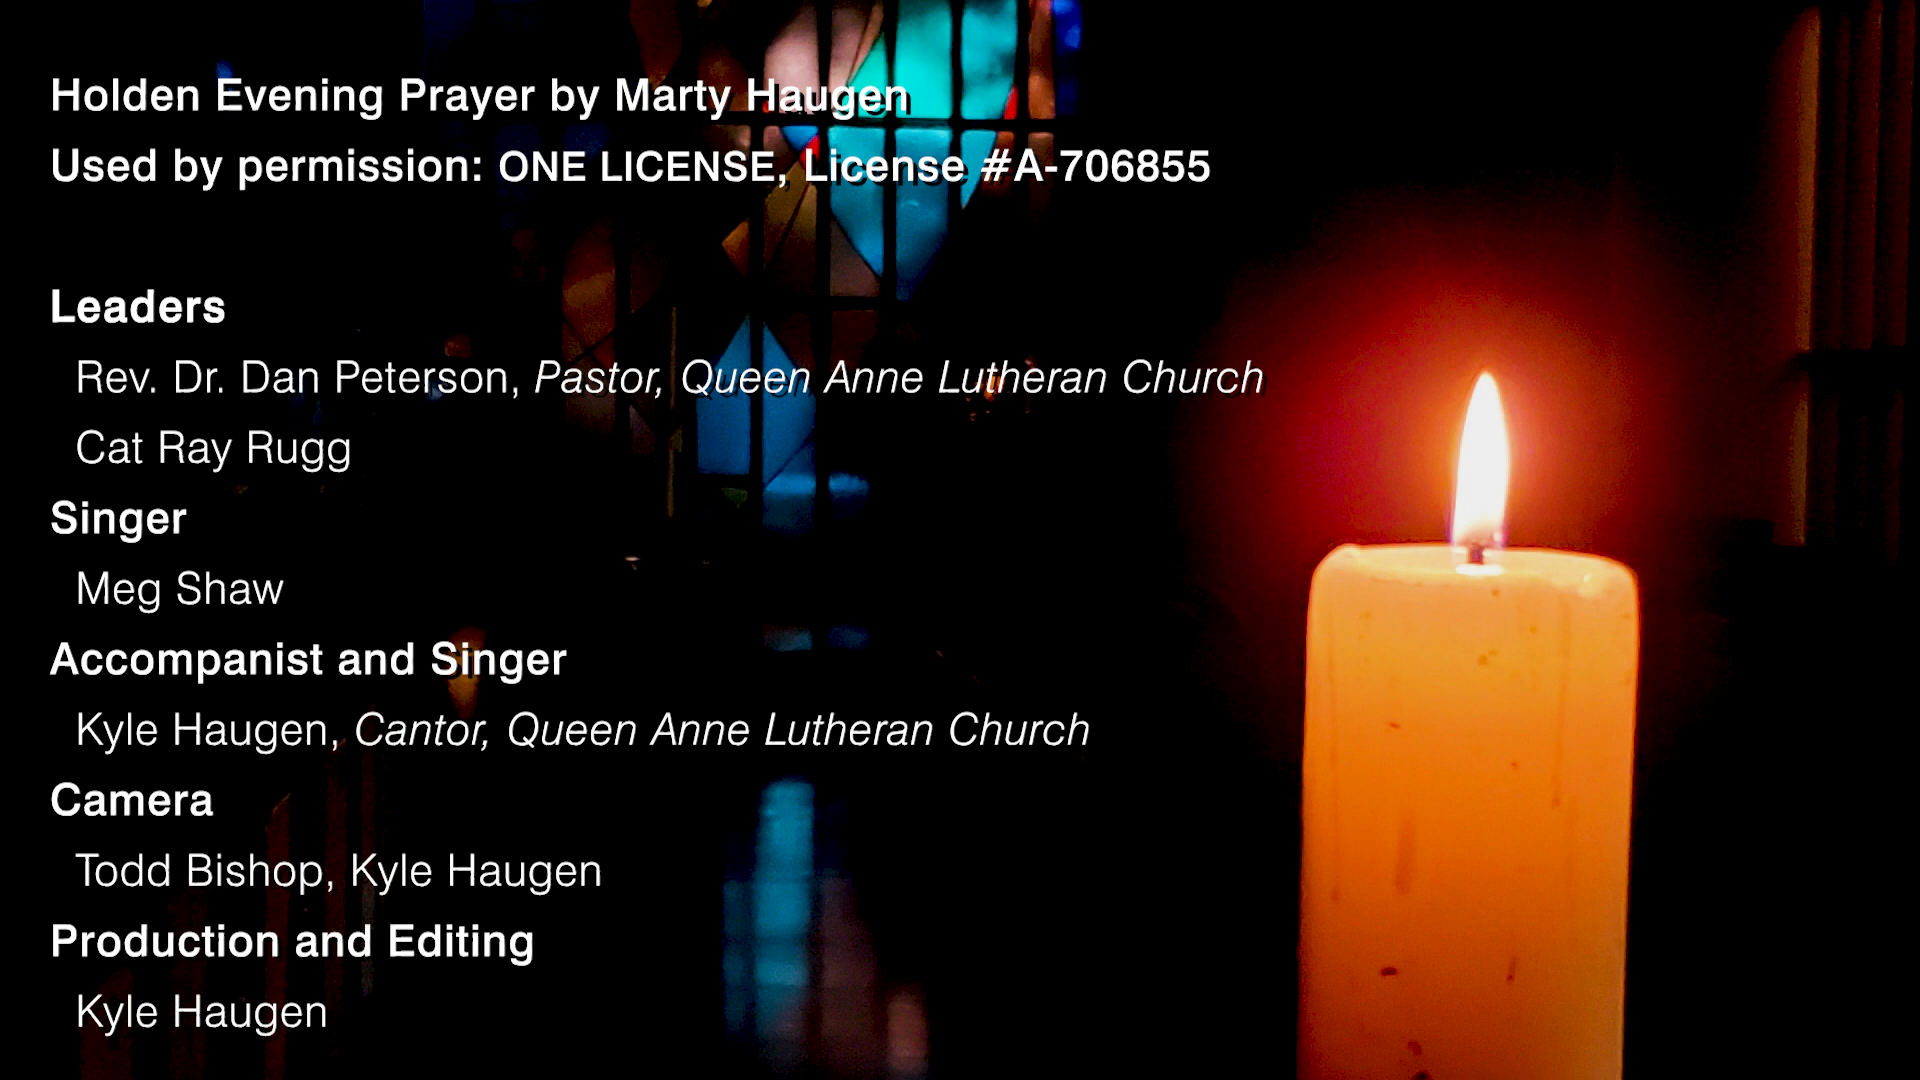 Holden Evening Prayer by Marty Haugen
Used by permission: ONE LICENSE, License #A-706855
Leaders
Rev. Dr. Dan Peterson, Pastor, Queen Anne Lutheran Church
Cat Ray Rugg
Singer
Meg Shaw
Accompanist and Singer
Kyle Haugen, Cantor, Queen Anne Lutheran Church
Camera
Todd Bishop, Kyle Haugen
Production and Editing
Kyle Haugen